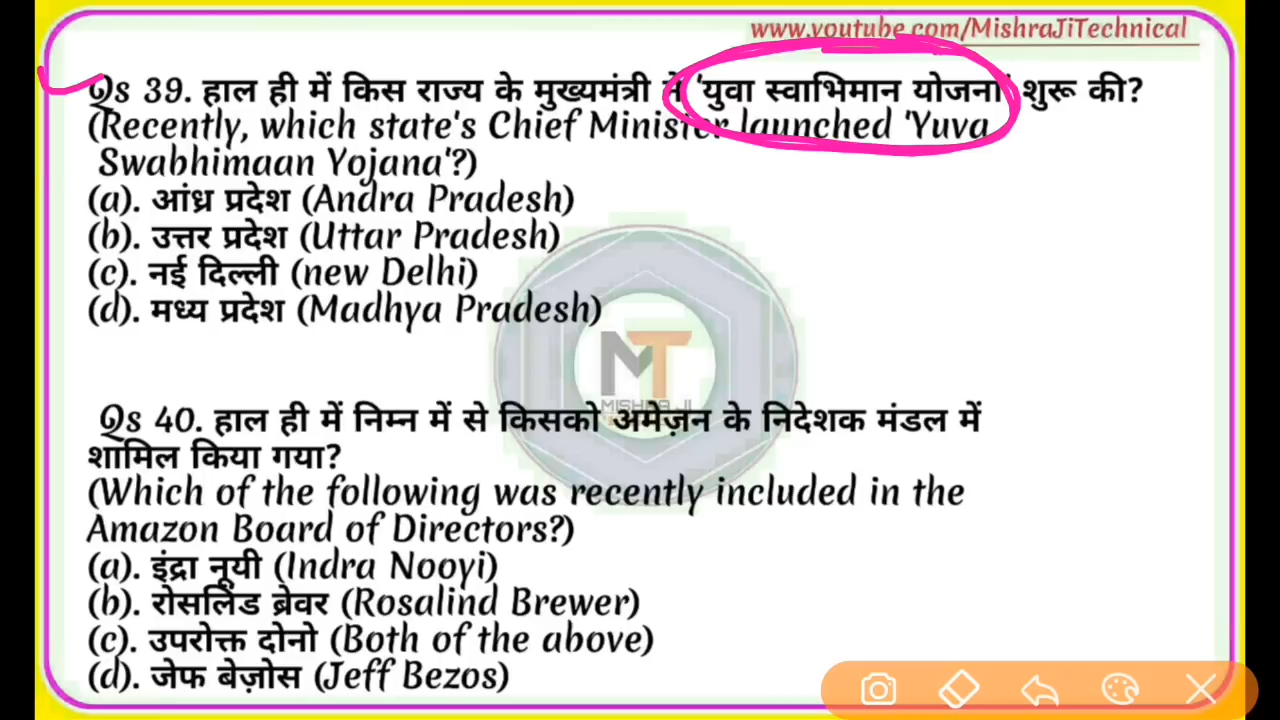 www.youtube.com/MishraJiTechnical
Qs 39. हाल ही में किस राज्य के मुख्यमंत्री ने 'युवा स्वाभिमान योजना' शुरू की?
(Recently, which state's Chief Minister launched 'Yuva
Swabhimaan Yojana'?)
(a). आंध्र प्रदेश (Andra Pradesh)
(b). उत्तर प्रदेश (Uttar Pradesh)
(c). नई दिल्ली (new Delhi)
(d). मध्य प्रदेश (Madhya Pradesh)
MT
MISHRA JI
Qs 40. हाल ही में निम्न में से किसको अमेज़न के निदेशक मंडल में
शामिल किया गया?
(Which of the following was recently included in the
Amazon Board of Directors?)
(a). इंद्रा नूयी (Indra Nooyi)
(b). रोसलिंड ब्रेवर (Rosalind Brewer)
(c). उपरोक्त दोनो (Both of the above)
(d). जेफ बेज़ोस (Jeff Bezos)